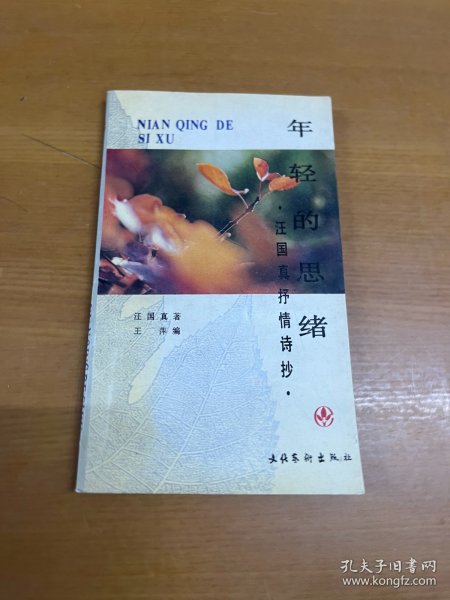 NIAN QING DE
SI XU
年轻的思绪
·汪国真抒情诗抄·
汪国真著
王萍编
文化艺术出版社
孔夫子旧书网
www.kongfz.com